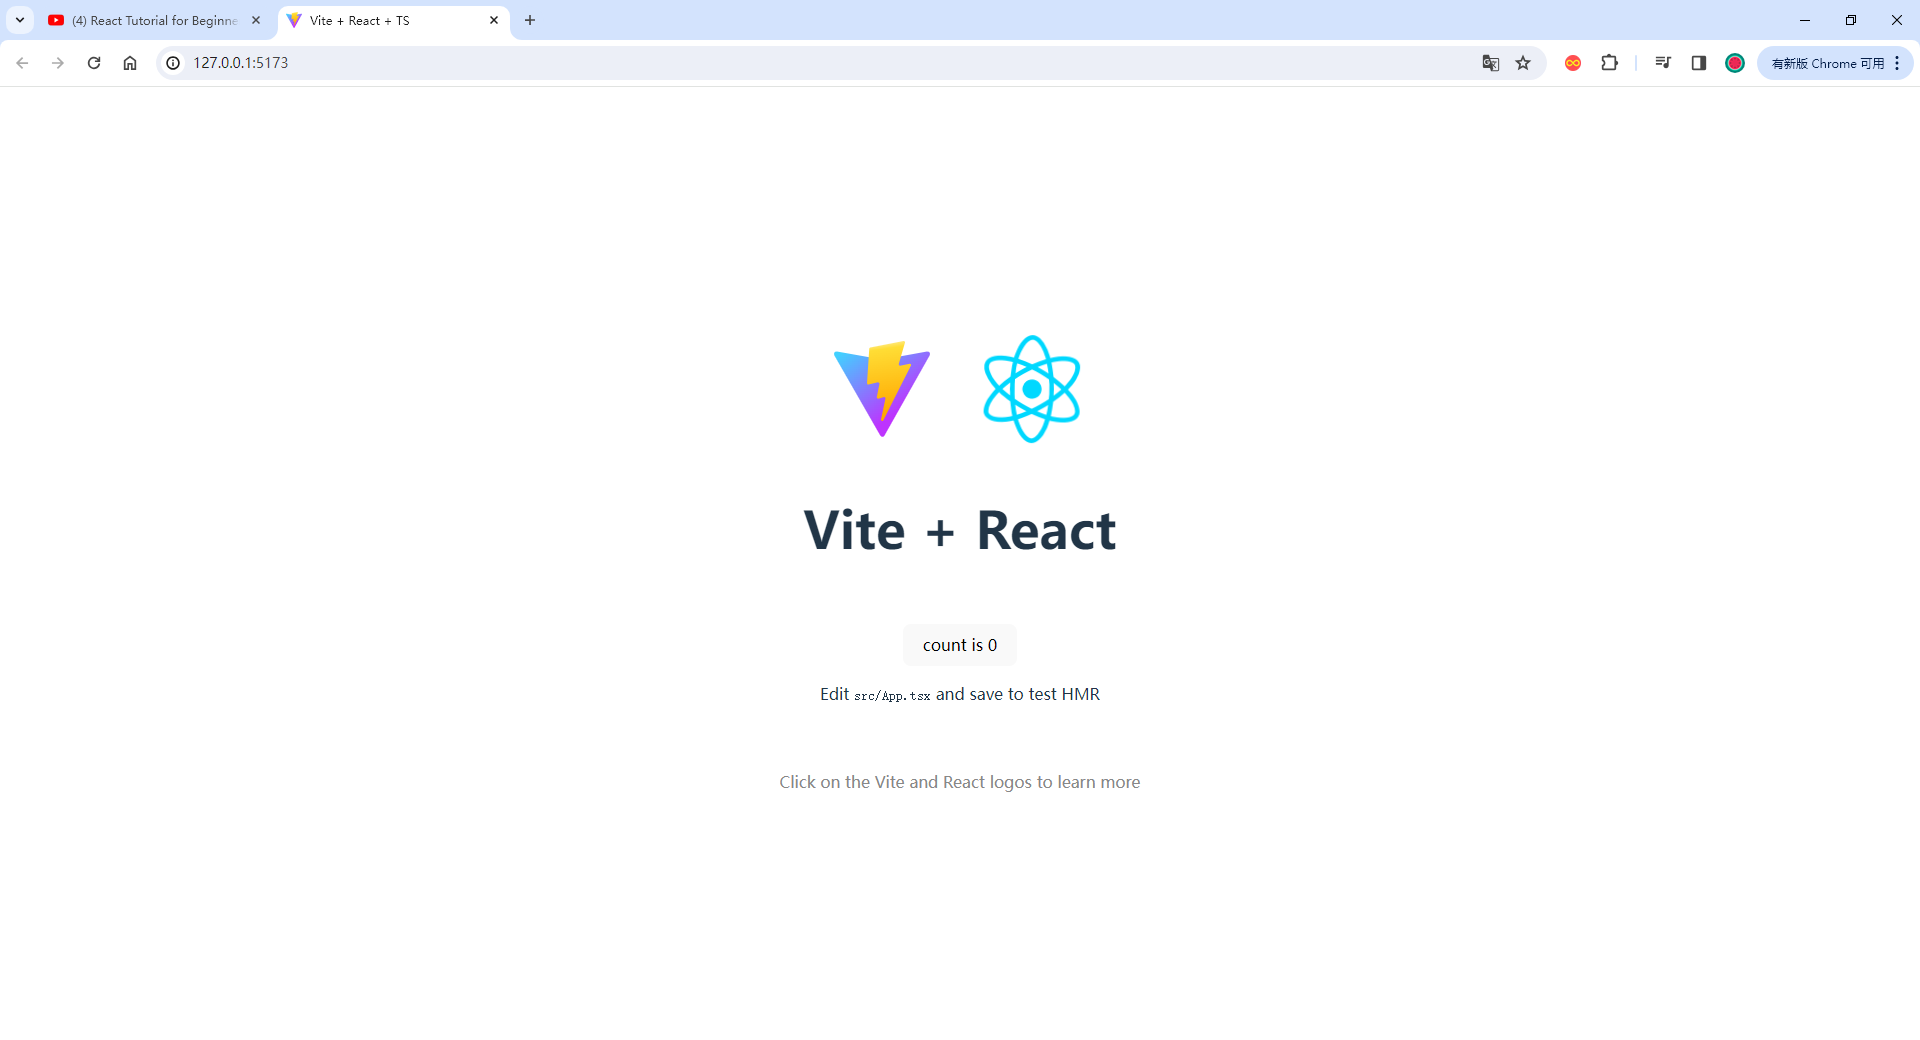 (4) React Tutorial for Beginne
Vite + React + TS
127.0.0.1:5173
有新版 Chrome 可用
Vite + React
count is 0
Edit src/App.tsx and save to test HMR
Click on the Vite and React logos to learn more